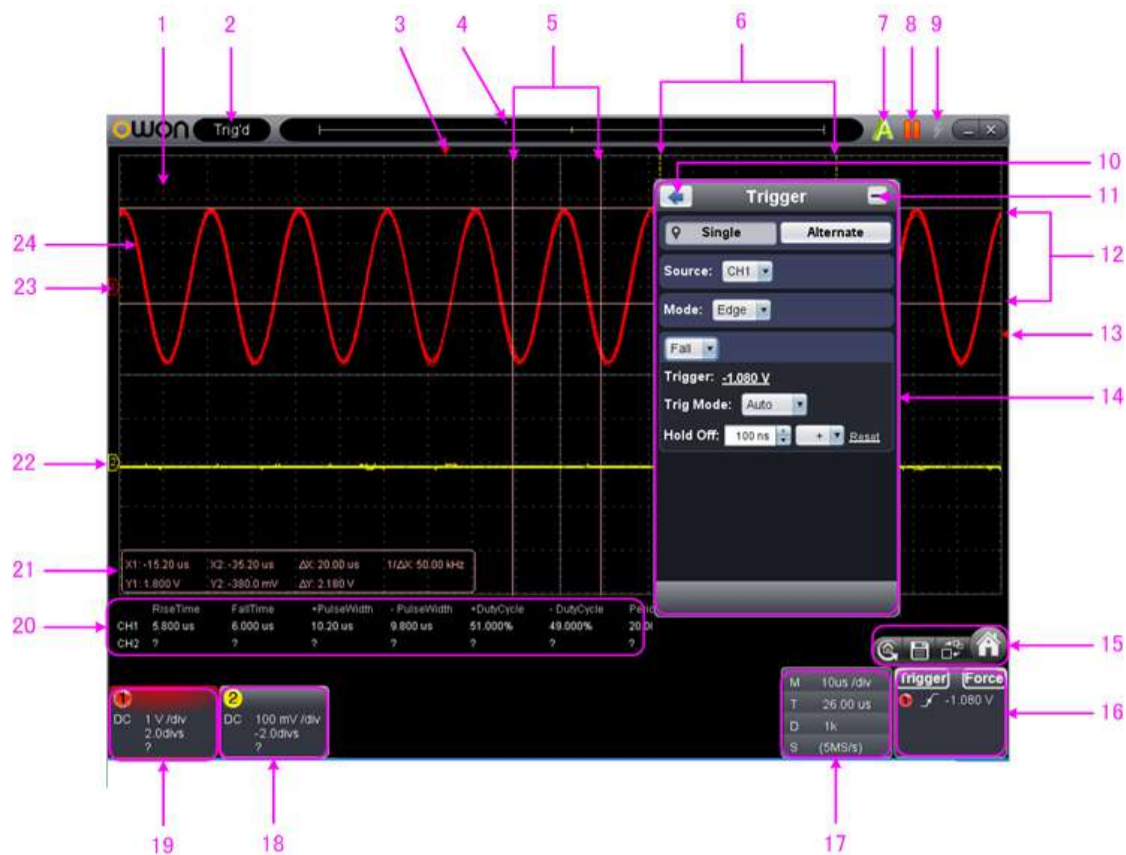 1 2 3 4 5 6 7 8 9
owon Trig'd
10
Trigger
11
Single Alternate
24
12
Source: CH1
23
Mode: Edge
13
Fall
Trigger: -1.080 V
14
Trig Mode: Auto
Hold Off: 100 ns + Reset
22
21
X1:-15.20 us X2:-35.20 us ΔX: 20.00 us 1/ΔX: 50.00 kHz
Y1: 1.800 V Y2: -380.0 mV ΔY: 2.180 V
20
RiseTime FallTime +PulseWidth - PulseWidth +DutyCycle - DutyCycle
CH1 5.800 us 6.000 us 10.20 us 9.800 us 51.000% 49.000%
CH2 ? ? ? ? ? ? ?
15
1
DC 1 V /div
2.0divs
?
2
DC 100 mV /div
-2.0divs
?
M 10us /div
T 26.00 us
D 1k
S (5MS/s)
Trigger Force
1 -1.080 V
16
19 18 17